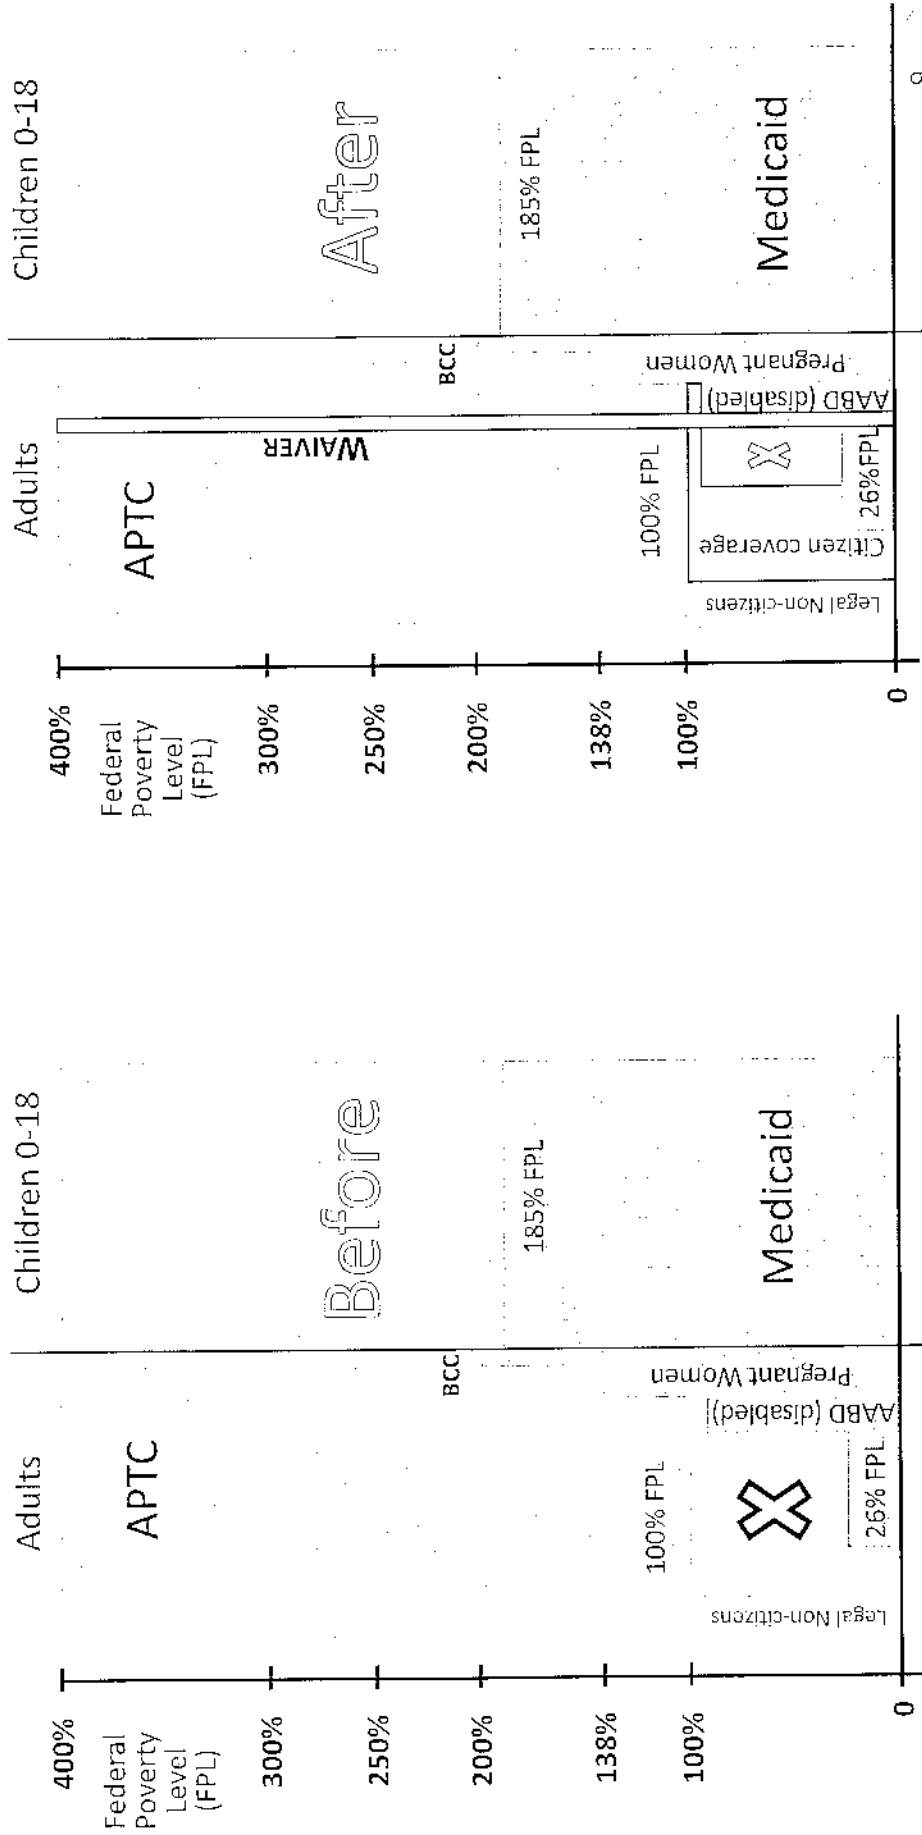 Adults
Children 0-18
400%
Federal
Poverty
Level
(FPL)
APTC
300%
Before
250%
BCC
200%
185% FPL
138%
100% FPL
100%
Legal Non-citizens
X
26% FPL
AABD (disabled)
Pregnant Women
Medicaid
0
Adults
Children 0-18
400%
Federal
Poverty
Level
(FPL)
APTC
300%
WAIVER
After
250%
BCC
200%
185% FPL
138%
100% FPL
100%
Legal Non-citizens
Citizen coverage
X
26%FPL
AABD (disabled)
Pregnant Women
Medicaid
0